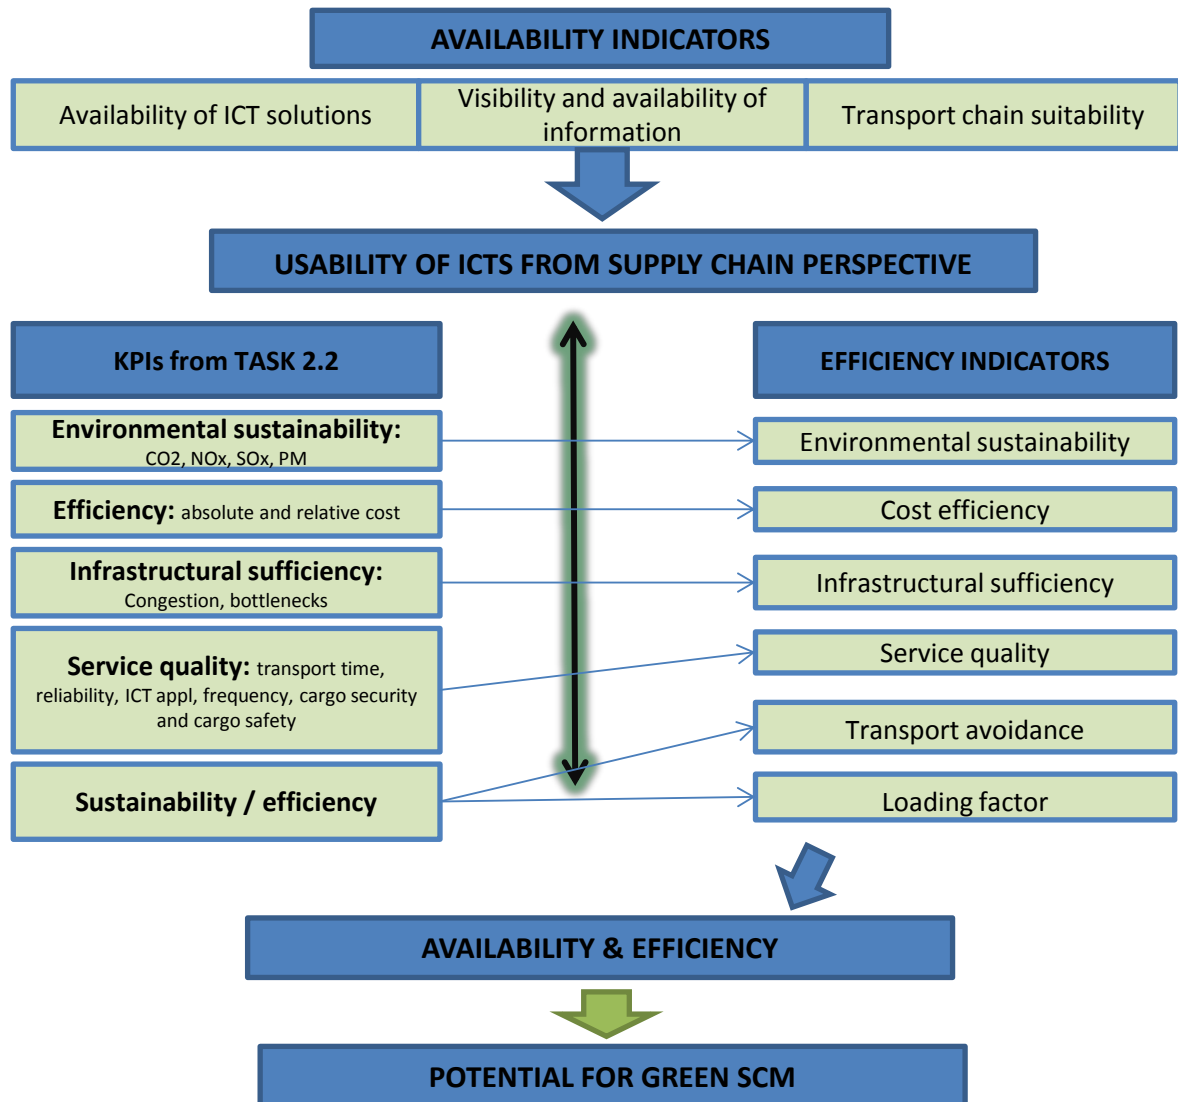 AVAILABILITY INDICATORS
Availability of ICT solutions
Visibility and availability of
information
Transport chain suitability
USABILITY OF ICTS FROM SUPPLY CHAIN PERSPECTIVE
KPIs from TASK 2.2
Environmental sustainability:
CO2, NOx, SOx, PM
Efficiency: absolute and relative cost
Infrastructural sufficiency:
Congestion, bottlenecks
Service quality: transport time,
reliability, ICT appl, frequency, cargo security
and cargo safety
Sustainability / efficiency
EFFICIENCY INDICATORS
Environmental sustainability
Cost efficiency
Infrastructural sufficiency
Service quality
Transport avoidance
Loading factor
AVAILABILITY & EFFICIENCY
POTENTIAL FOR GREEN SCM